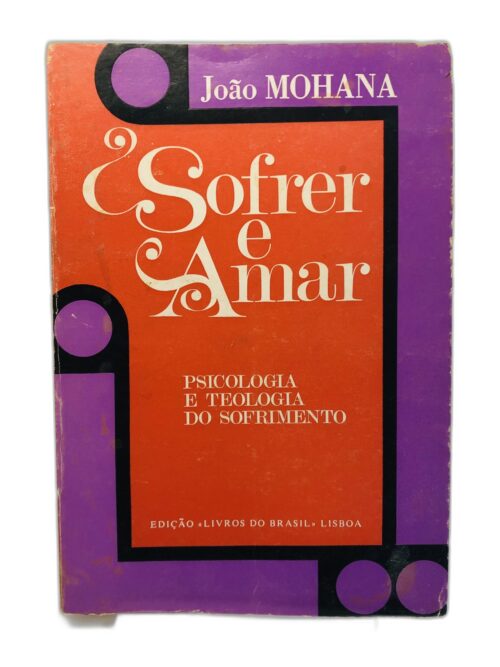 João MOHANA
Sofrer
e
Amar
PSICOLOGIA
E TEOLOGIA
DO SOFRIMENTO
EDIÇÃO «LIVROS DO BRASIL» LISBOA